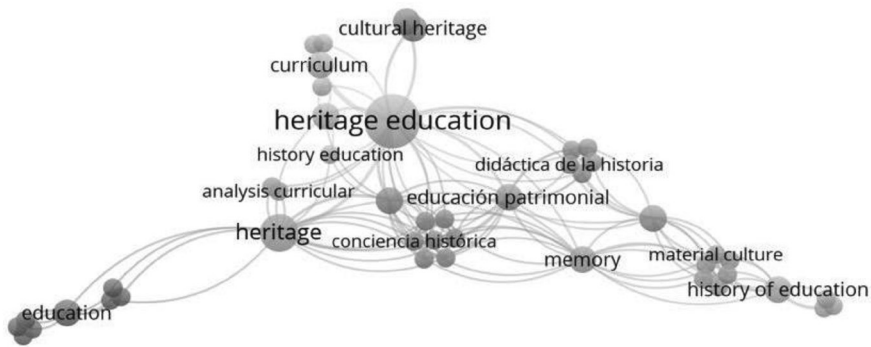 cultural heritage
curriculum
heritage education
history education
didáctica de la historia
analysis curricular
educación patrimonial
heritage
conciencia histórica
memory
material culture
history of education
education